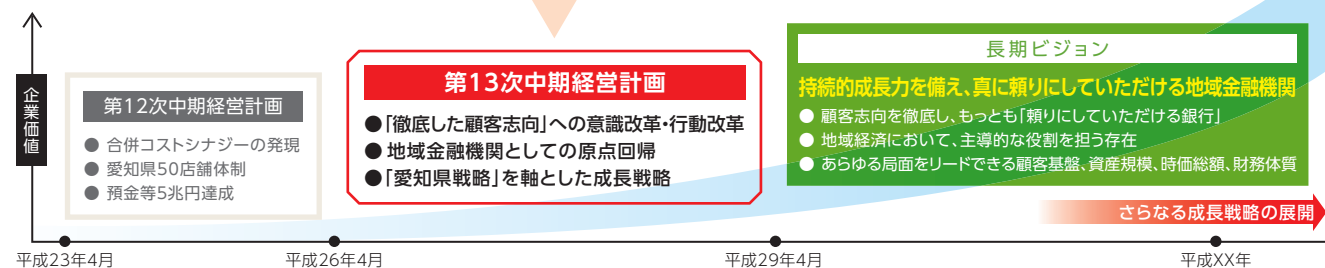 企業価値
第12次中期経営計画
● 合併コストシナジーの発現
● 愛知県50店舗体制
● 預金等5兆円達成
第13次中期経営計画
●「徹底した顧客志向」への意識改革・行動改革
●地域金融機関としての原点回帰
●「愛知県戦略」を軸とした成長戦略
長期ビジョン
持続的成長力を備え、真に頼りにしていただける地域金融機関
● 顧客志向を徹底し、もっとも「頼りにしていただける銀行」
● 地域経済において、主導的な役割を担う存在
● あらゆる局面をリードできる顧客基盤、資産規模、時価総額、財務体質
さらなる成長戦略の展開
平成23年4月
平成26年4月
平成29年4月
平成XX年